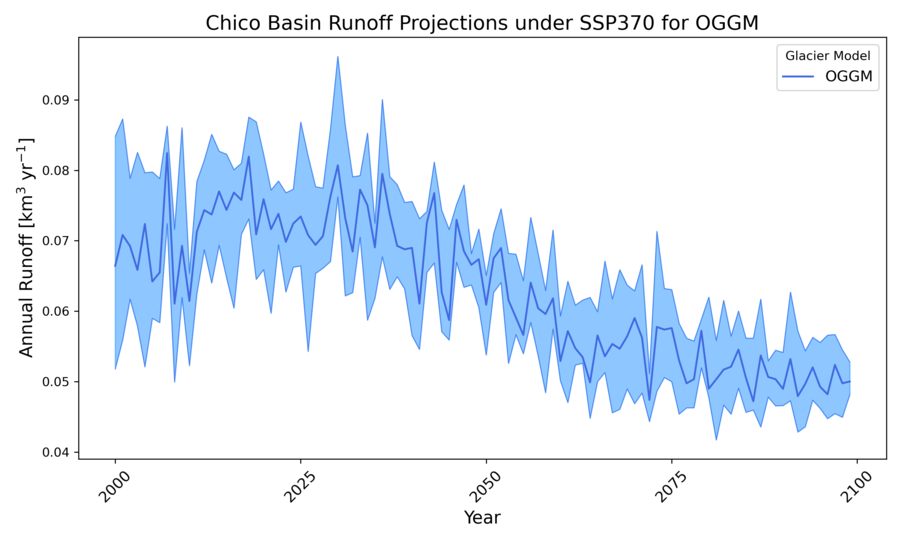 Chico Basin Runoff Projections under SSP370 for OGGM
Glacier Model
OGGM
0.09
0.08
0.07
0.06
0.05
0.04
Annual Runoff [km³ yr⁻¹]
2000
2025
2050
2075
2100
Year